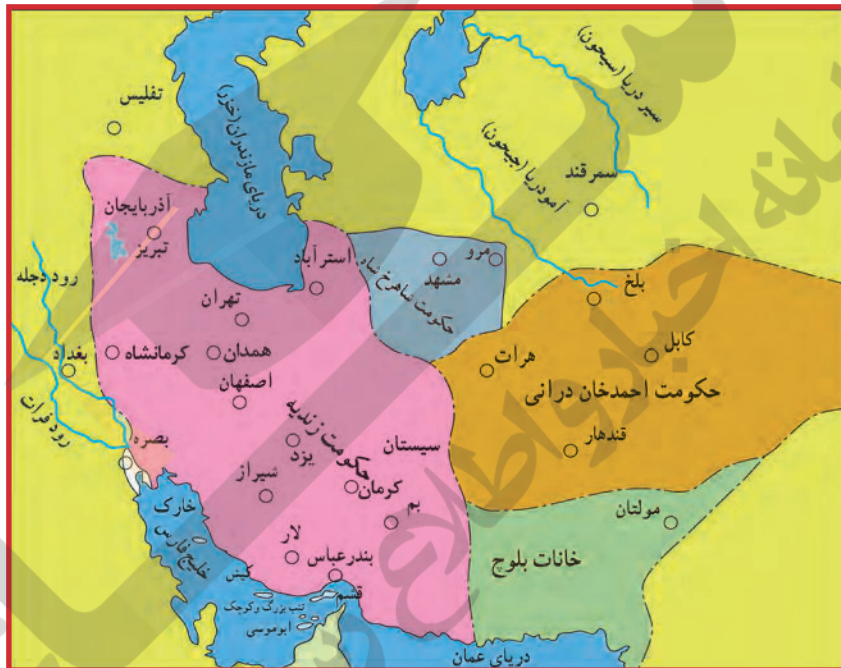 تفلیس
دریای مازندران (خزر)
سیر دریا (سیحون)
آمودریا (جیحون)
سمرقند
آذربایجان
تبریز
استرآباد
مرو
مشهد
حکومت شاهرخ شاه
رود دجله
تهران
بلخ
بغداد
کرمانشاه
همدان
هرات
کابل
اصفهان
حکومت احمدخان درانی
رود فرات
بصره
حکومت زندیه
سیستان
یزد
قندهار
شیراز
کرمان
خارک
بم
مولتان
خلیج فارس
لار
بندرعباس
خانات بلوچ
کیش
قشم
تنب بزرگ و کوچک
ابوموسی
دریای عمان